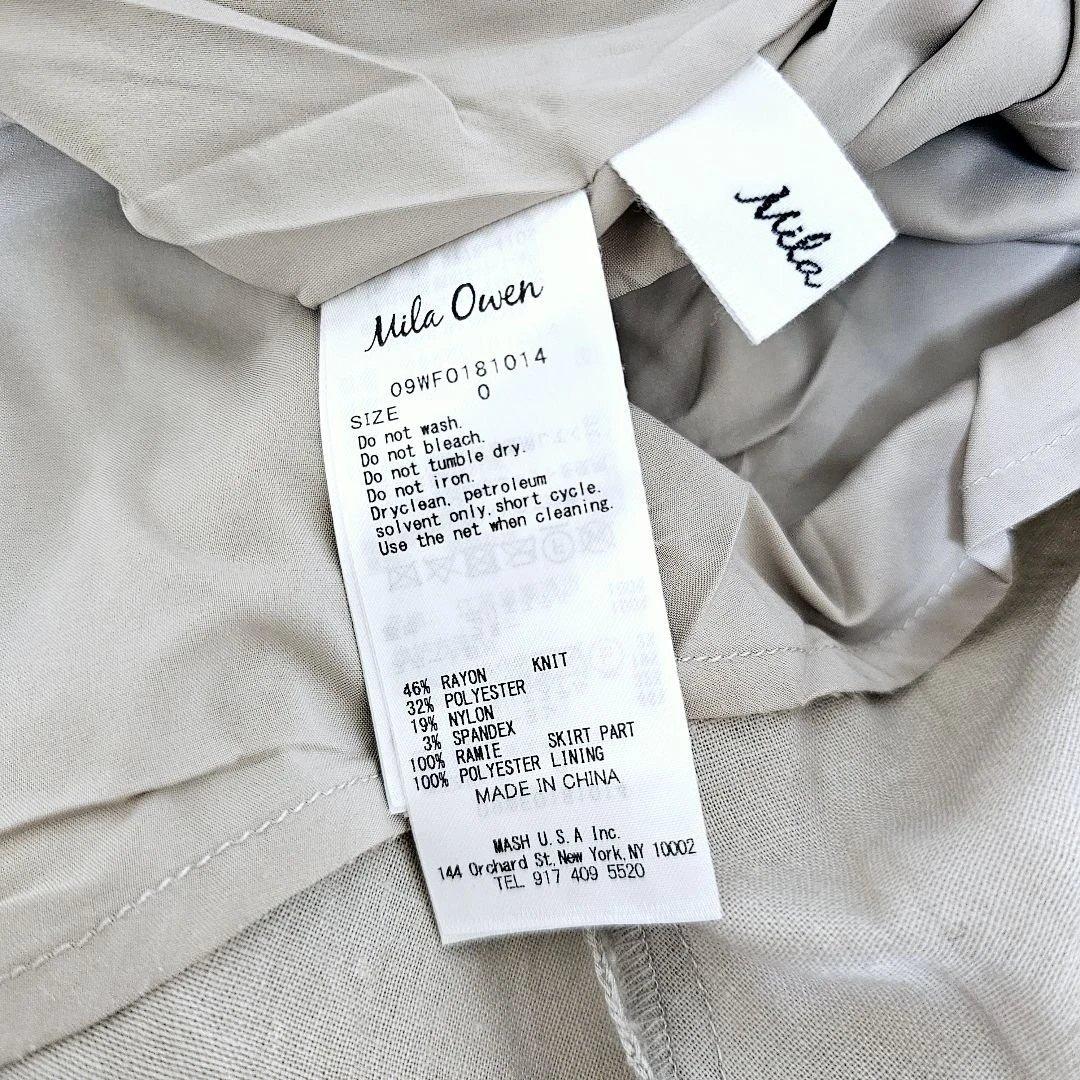 Mila
Mila Owen
09WF0181014
SIZE 0
Do not wash.
Do not bleach.
Do not tumble dry.
Do not iron.
Dryclean, petroleum
solvent only.short cycle.
Use the net when cleaning.
46% RAYON KNIT
32% POLYESTER
19% NYLON
3% SPANDEX
100% RAMIE SKIRT PART
100% POLYESTER LINING
MADE IN CHINA
MASH U.S.A Inc.
144 Orchard St,New York,NY 10002
TEL 917 409 5520